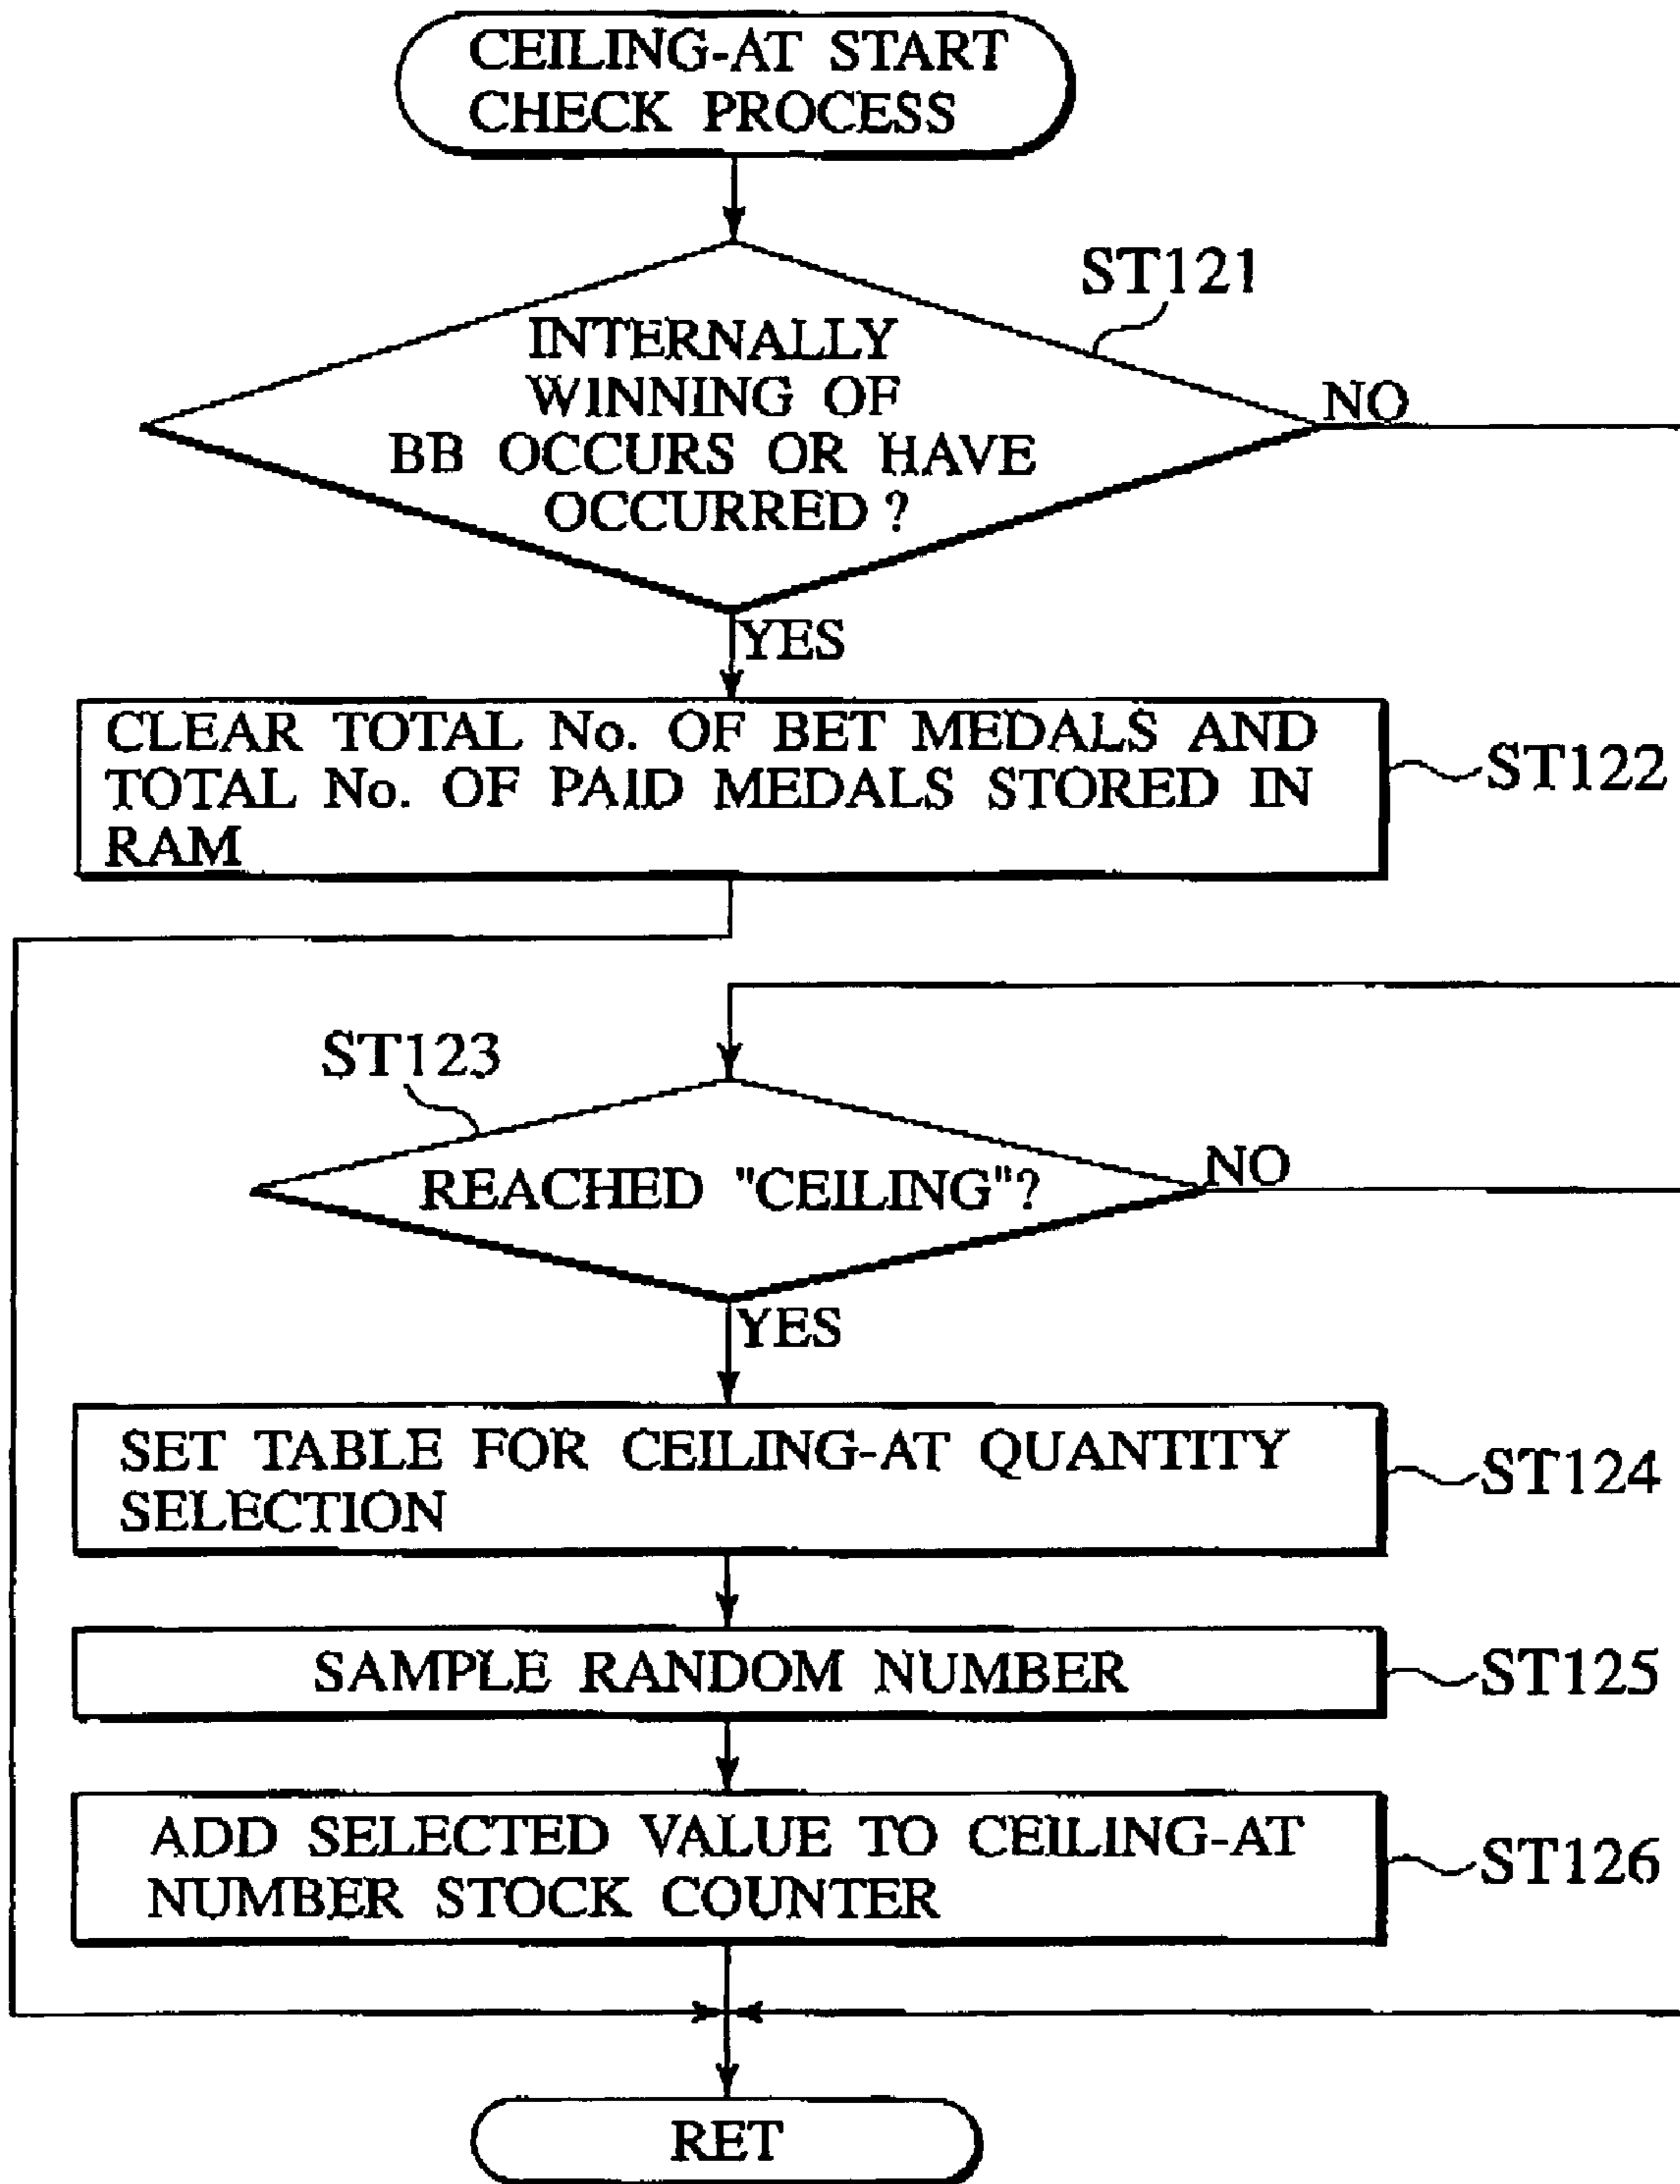 CEILING-AT START
CHECK PROCESS
ST121
INTERNALLY
WINNING OF
BB OCCURS OR HAVE
OCCURRED ?
NO
YES
CLEAR TOTAL No. OF BET MEDALS AND
TOTAL No. OF PAID MEDALS STORED IN
RAM
ST122
ST123
REACHED "CEILING"?
NO
YES
SET TABLE FOR CEILING-AT QUANTITY
SELECTION
ST124
SAMPLE RANDOM NUMBER
ST125
ADD SELECTED VALUE TO CEILING-AT
NUMBER STOCK COUNTER
ST126
RET